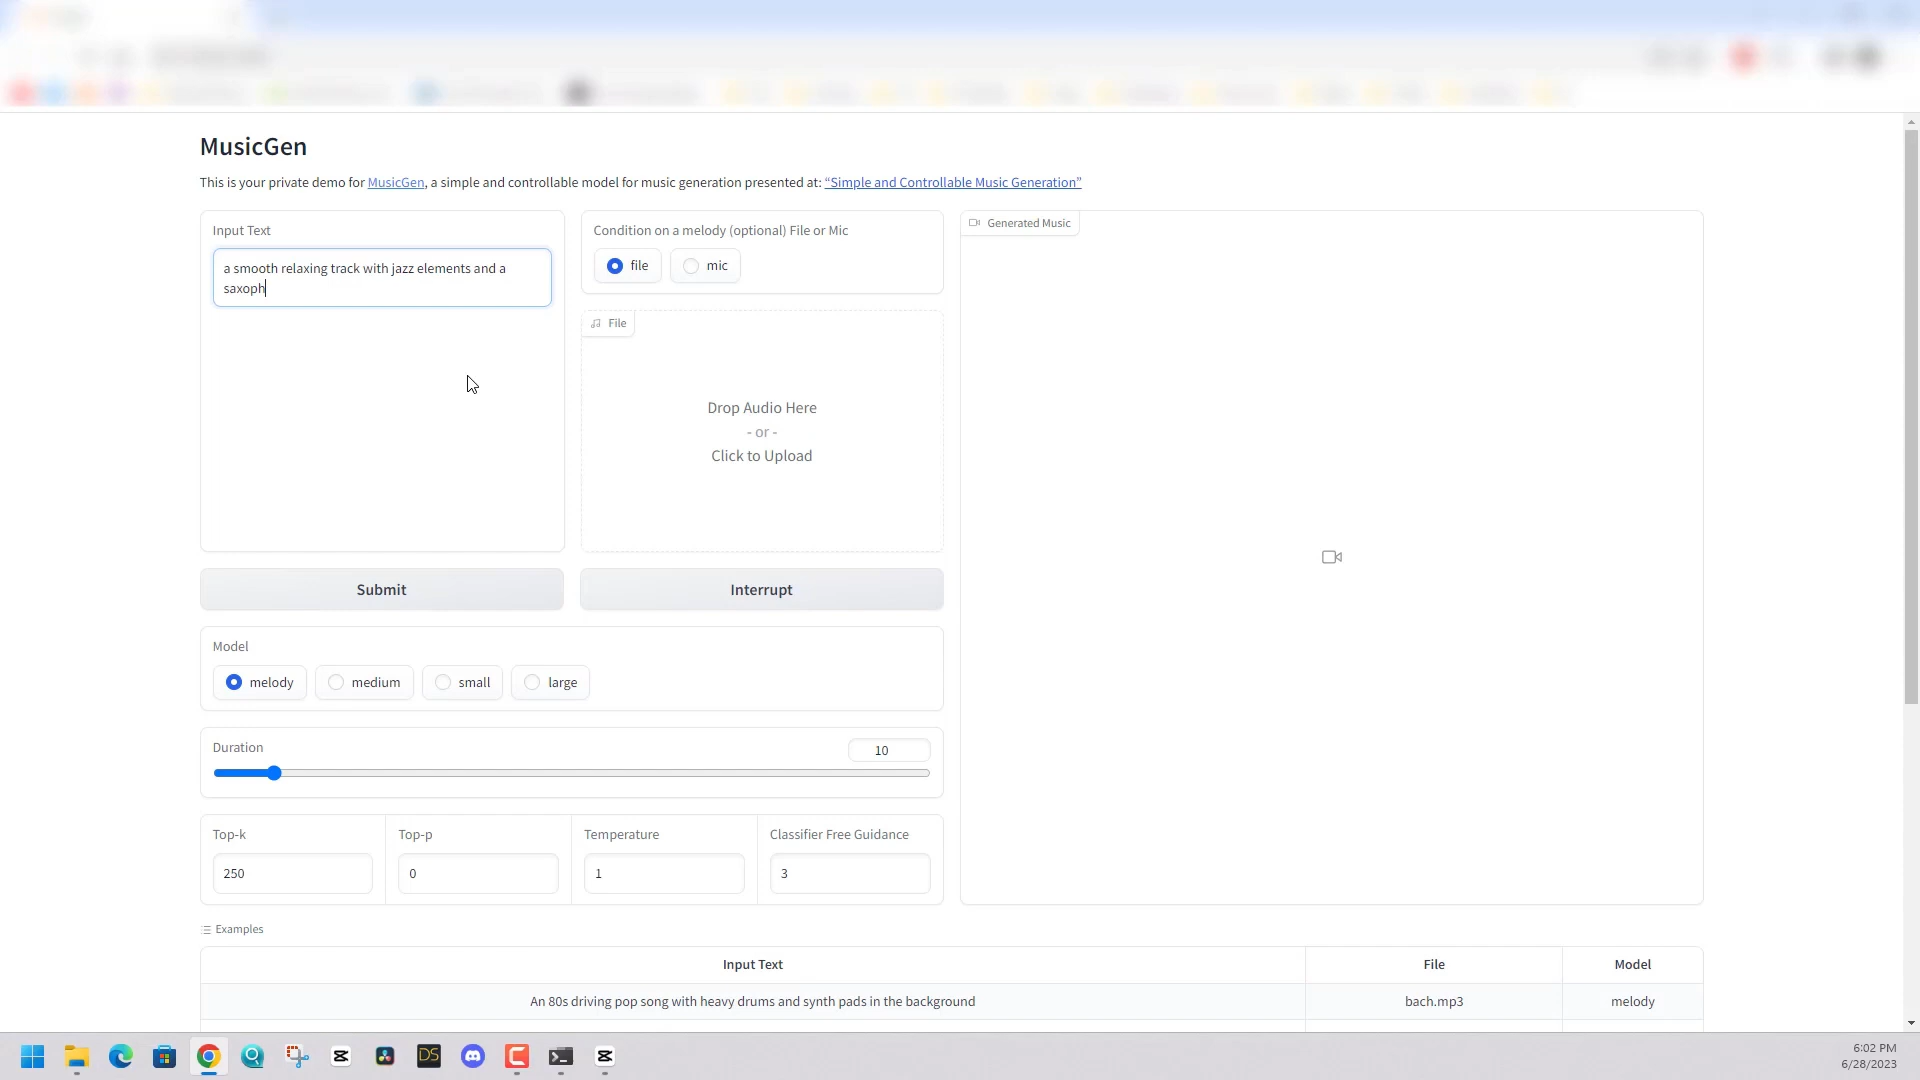 MusicGen
This is your private demo for MusicGen, a simple and controllable model for music generation presented at: “Simple and Controllable Music Generation”
Input Text
a smooth relaxing track with jazz elements and a
saxoph
Condition on a melody (optional) File or Mic
file
mic
File
Drop Audio Here
- or -
Click to Upload
Generated Music
Submit
Interrupt
Model
melody
medium
small
large
Duration
10
Top-k
250
Top-p
0
Temperature
1
Classifier Free Guidance
3
Examples
Input Text
File
Model
An 80s driving pop song with heavy drums and synth pads in the background
bach.mp3
melody
DS
6:02 PM
6/28/2023